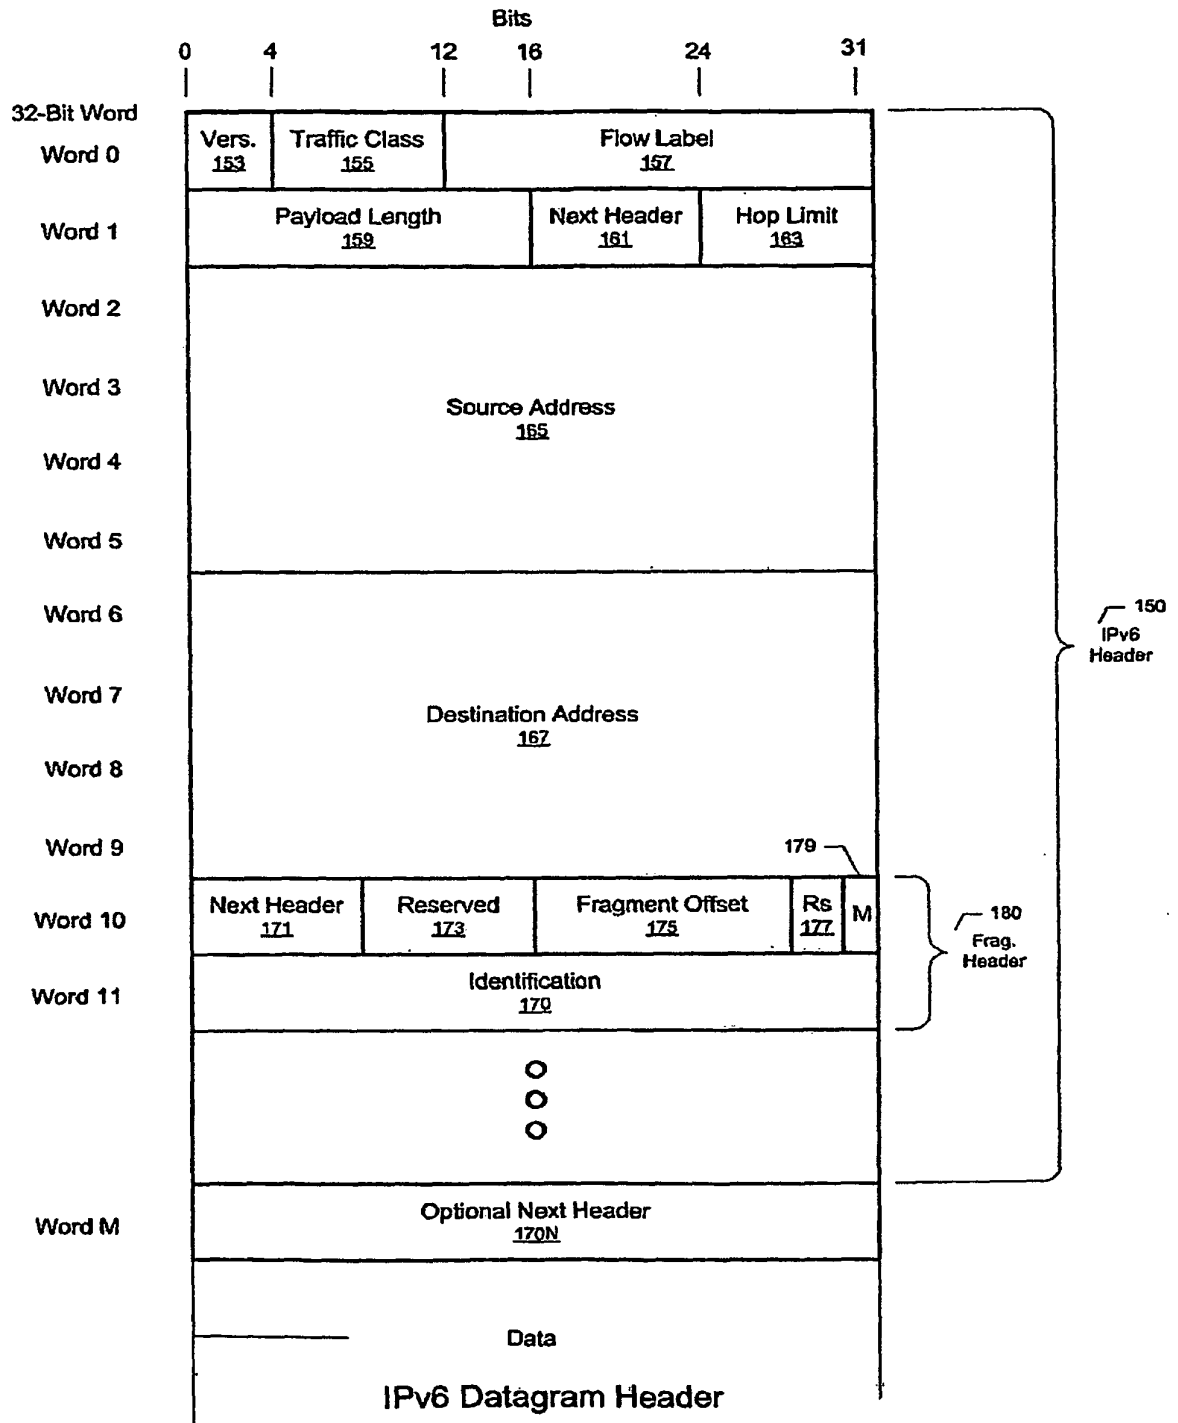 Bits
0 4 12 16 24 31
32-Bit Word
Word 0
Vers.
153
Traffic Class
155
Flow Label
157
Word 1
Payload Length
159
Next Header
161
Hop Limit
163
Word 2
Word 3
Source Address
165
Word 4
Word 5
Word 6
150
IPv6
Header
Word 7
Destination Address
167
Word 8
Word 9
179
Word 10
Next Header
171
Reserved
173
Fragment Offset
175
Rs
177
M
180
Frag.
Header
Word 11
Identification
170
Word M
Optional Next Header
170N
Data
IPv6 Datagram Header